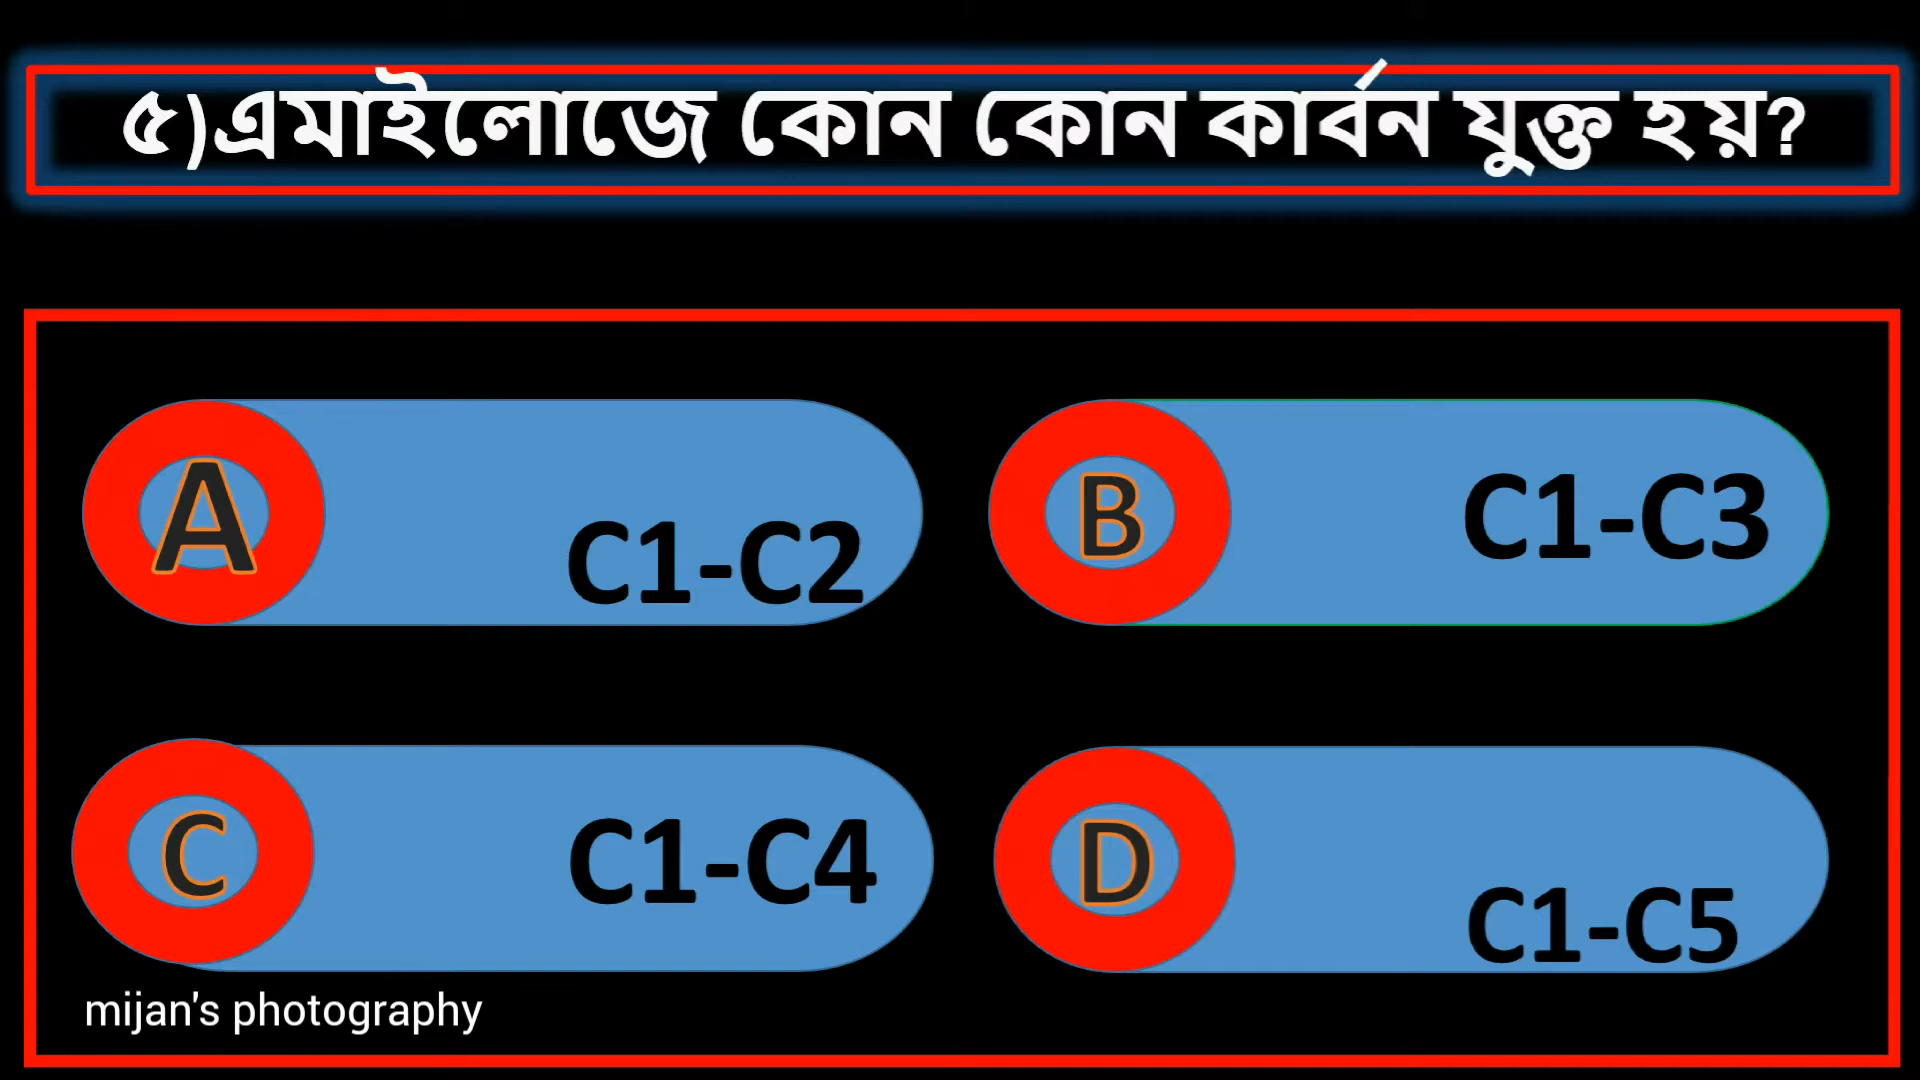 ৫)এমাইলোজে কোন কোন কার্বন যুক্ত হয়?
A C1-C2
B C1-C3
C C1-C4
D C1-C5
mijan's photography